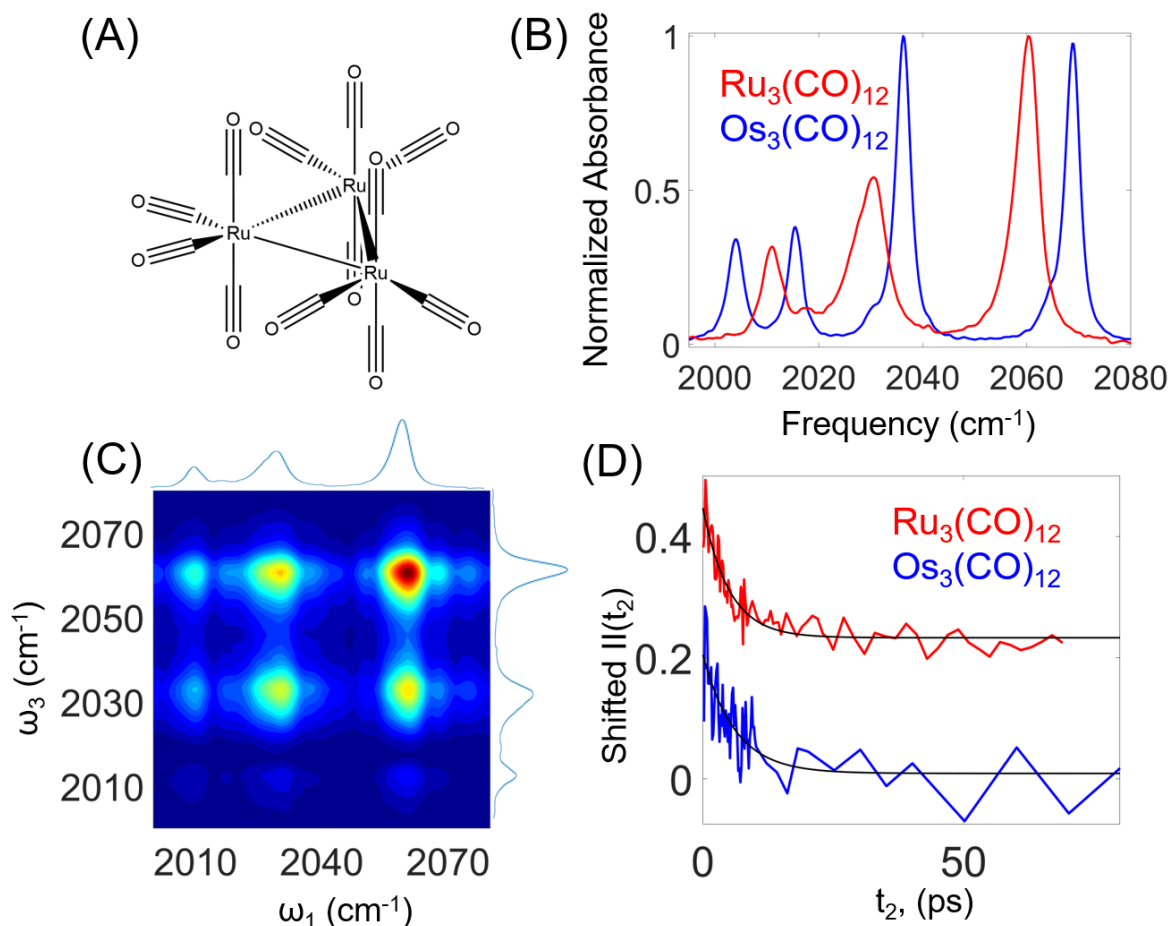 (A)
O
O
O
O
O
O
O
O
O
O
O
O
Ru
Ru
Ru
(B)
Ru3(CO)12
Os3(CO)12
Normalized Absorbance
1
0.5
0
2000 2020 2040 2060 2080
Frequency (cm-1)
(C)
2070
2050
2030
2010
ω3 (cm-1)
2010 2040 2070
ω1 (cm-1)
(D)
Ru3(CO)12
Os3(CO)12
Shifted III(t2)
0.4
0.2
0
0 50
t2, (ps)